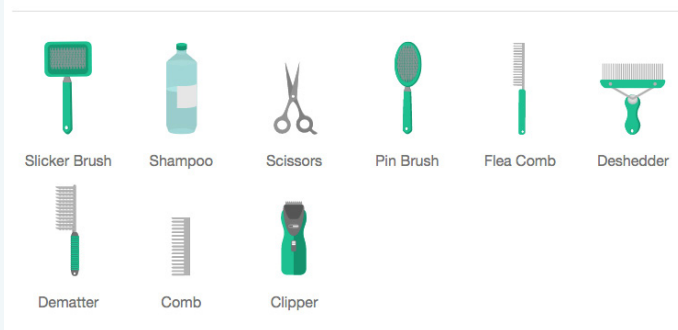 Slicker Brush
Shampoo
Scissors
Pin Brush
Flea Comb
Deshedder
Dematter
Comb
Clipper